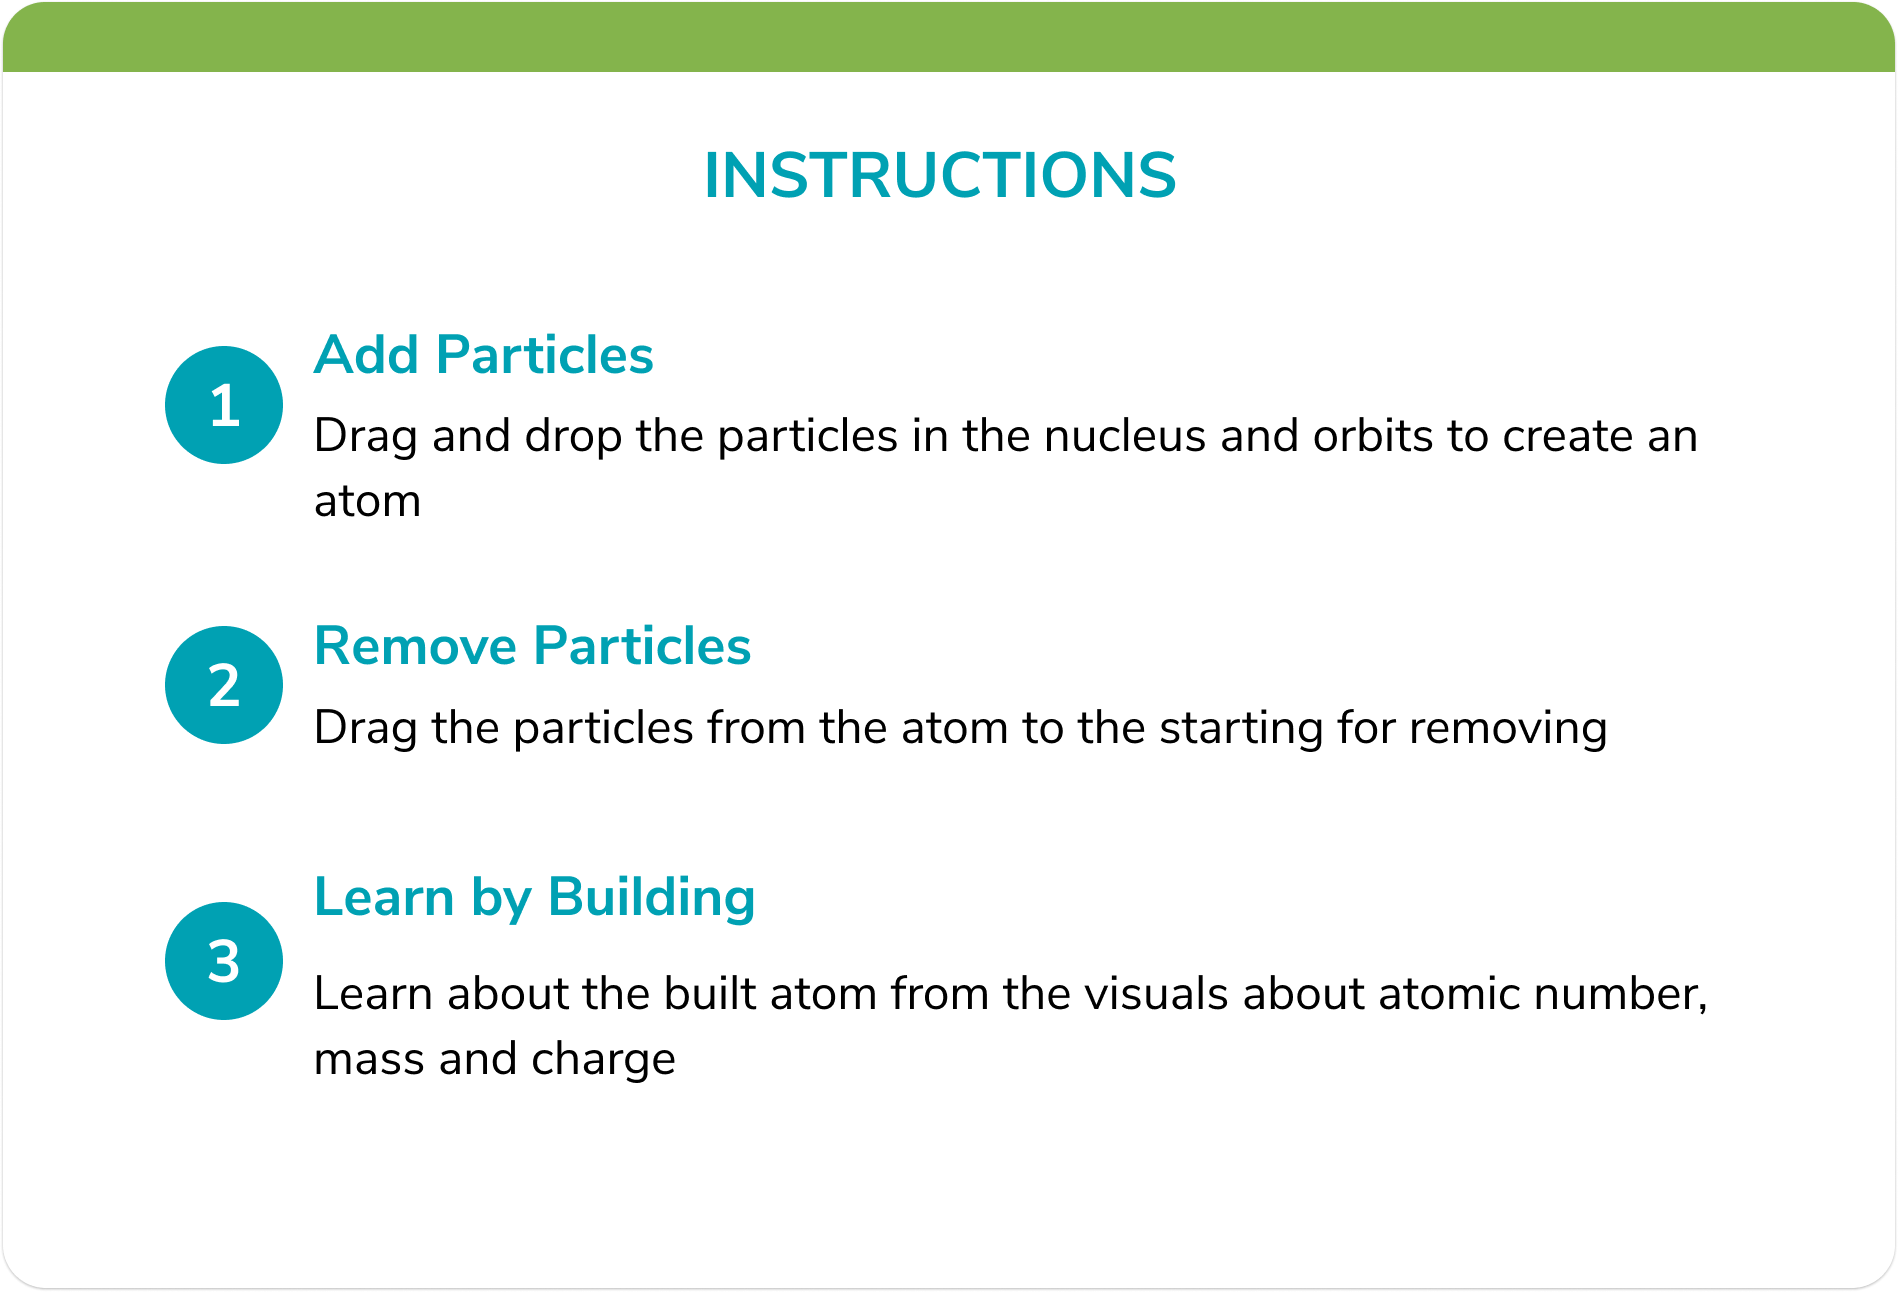 INSTRUCTIONS
1
Add Particles
Drag and drop the particles in the nucleus and orbits to create an
atom
2
Remove Particles
Drag the particles from the atom to the starting for removing
3
Learn by Building
Learn about the built atom from the visuals about atomic number,
mass and charge